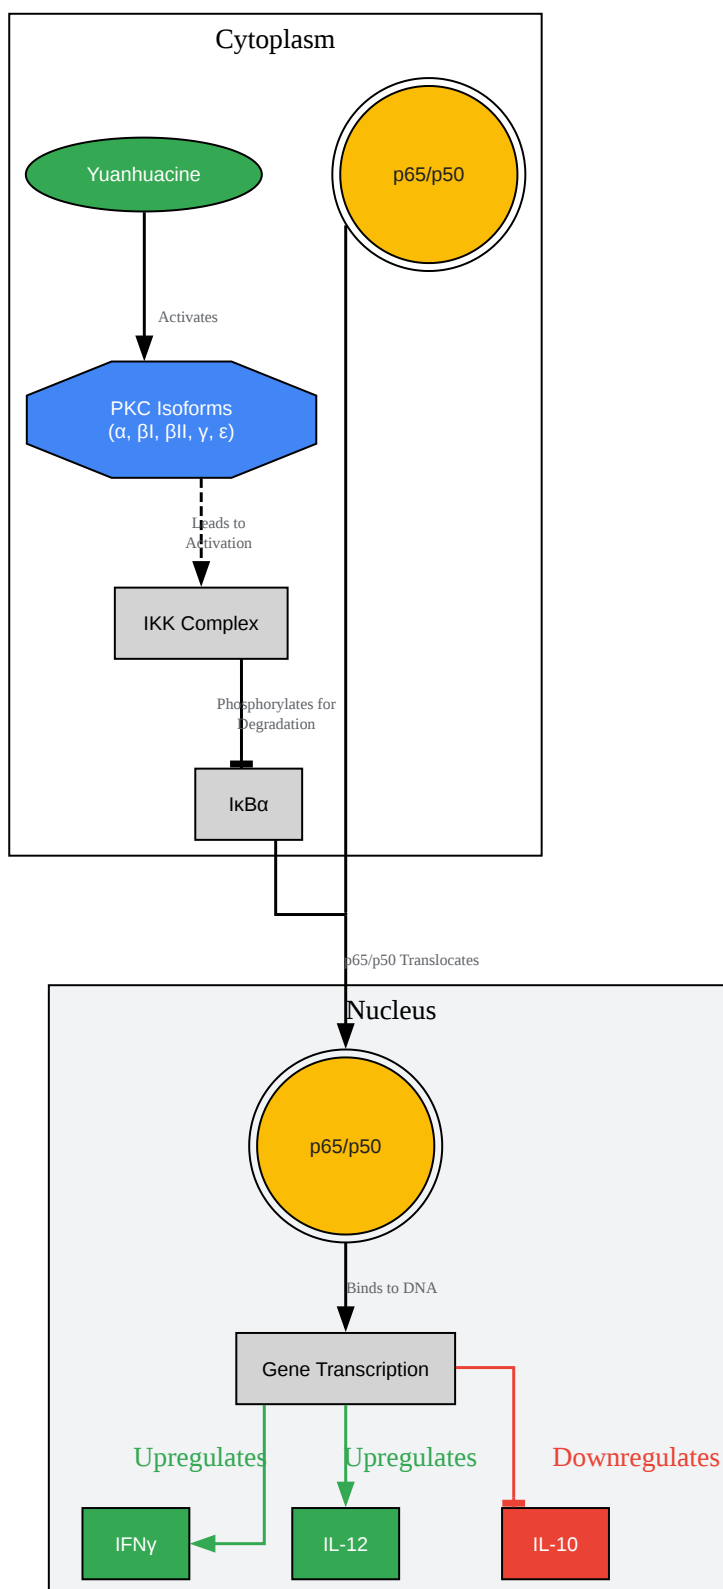 Cytoplasm
Yuanhuacine
p65/p50
Activates
PKC Isoforms
(α, βI, βII, γ, ε)
Leads to
Activation
IKK Complex
Phosphorylates for
Degradation
IκBα
p65/p50 Translocates
Nucleus
p65/p50
Binds to DNA
Gene Transcription
Upregulates
Upregulates
Downregulates
IFNγ
IL-12
IL-10